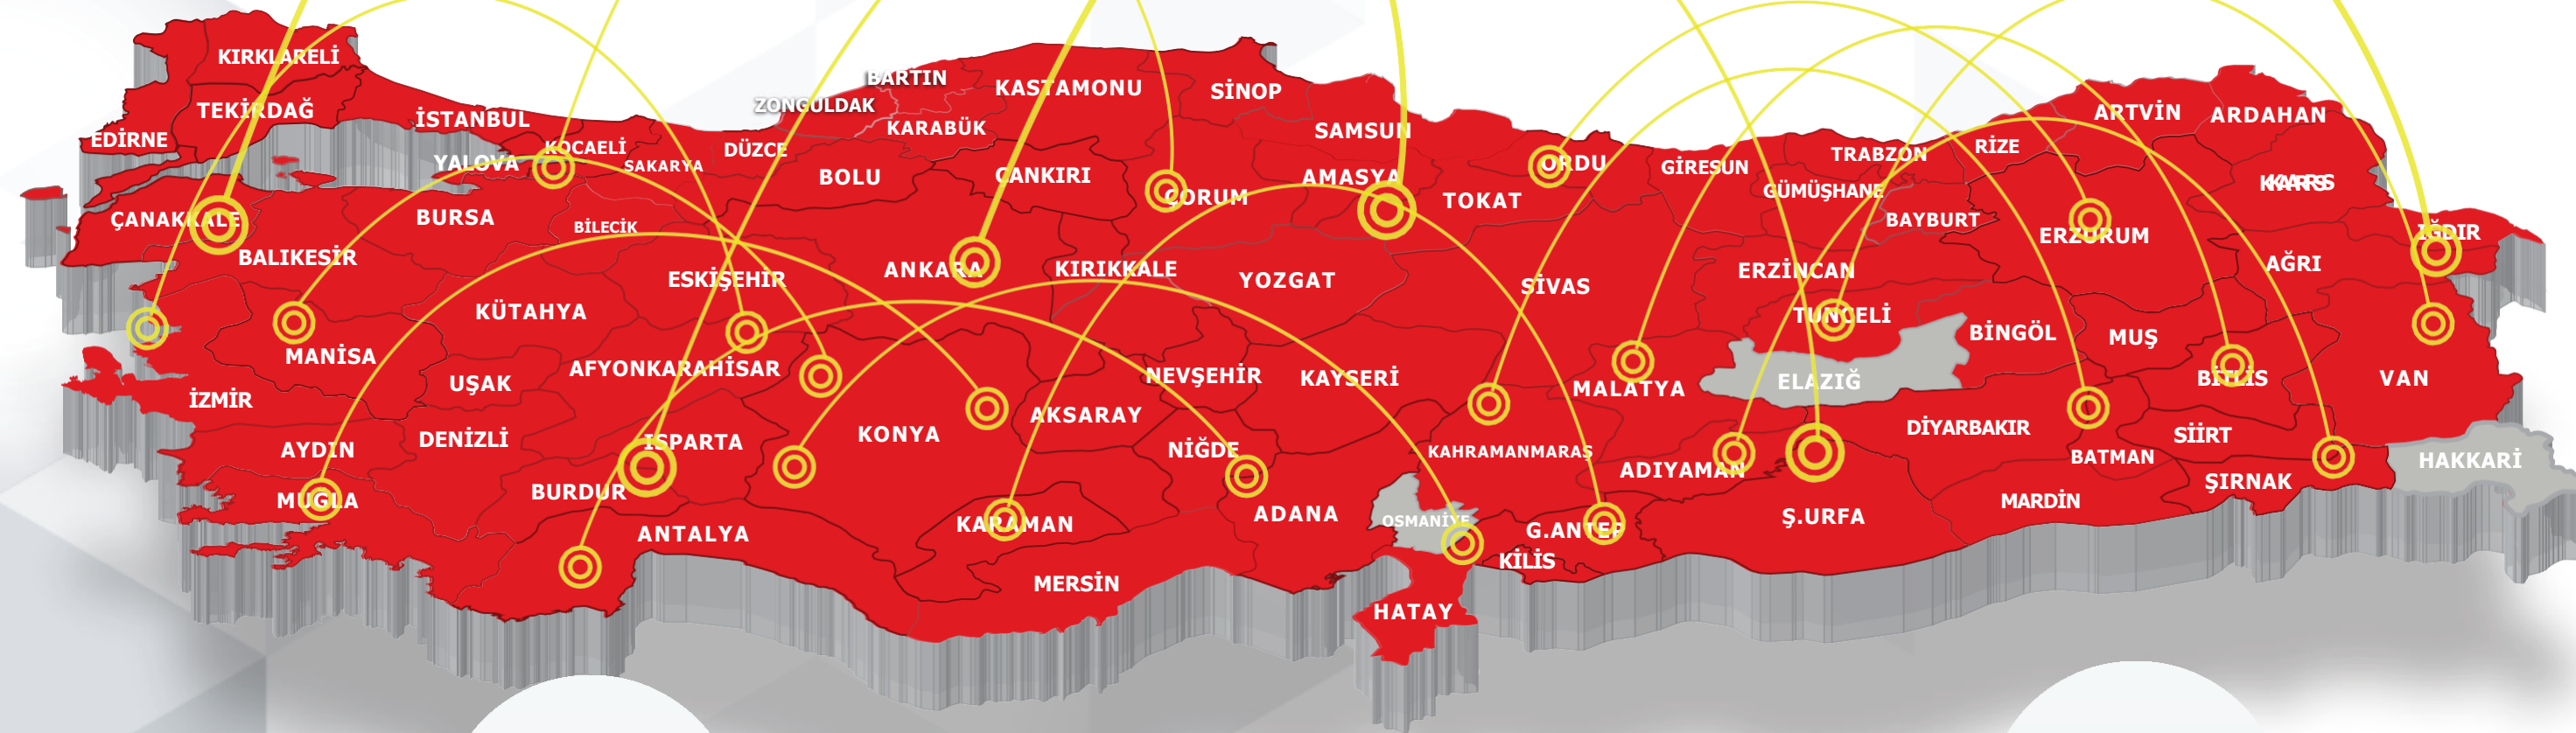 KIRKLARELİ
TEKİRDAĞ
EDİRNE
İSTANBUL
YALOVA
KOCAELİ
SAKARYA
DÜZCE
ZONGULDAK
BARTIN
KARABÜK
KASTAMONU
SİNOP
SAMSUN
BOLU
CANKIRI
ÇORUM
AMASYA
TOKAT
ORDU
GİRESUN
TRABZON
GÜMÜŞHANE
BAYBURT
RİZE
ARTVİN
ARDAHAN
KARS
IĞDIR
ÇANAKKALE
BALIKESİR
BURSA
BİLECİK
ESKİŞEHİR
ANKARA
KIRIKKALE
YOZGAT
SİVAS
ERZİNCAN
ERZURUM
AĞRI
KÜTAHYA
TUNCELİ
BİNGÖL
MUŞ
MANİSA
UŞAK
AFYONKARAHİSAR
NEVŞEHİR
KAYSERİ
MALATYA
ELAZIĞ
BİTLİS
VAN
İZMİR
AYDIN
DENİZLİ
ISPARTA
KONYA
AKSARAY
NİĞDE
KAHRAMANMARAŞ
ADIYAMAN
DİYARBAKIR
BATMAN
SİİRT
HAKKARİ
MUĞLA
BURDUR
ANTALYA
KARAMAN
ADANA
OSMANİYE
G.ANTEP
KİLİS
Ş.URFA
MARDİN
ŞIRNAK
MERSİN
HATAY